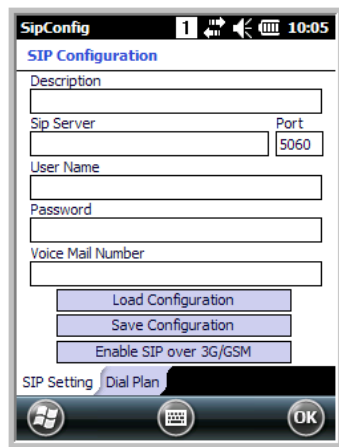 SipConfig 1 10:05
SIP Configuration
Description
Sip Server Port
5060
User Name
Password
Voice Mail Number
Load Configuration
Save Configuration
Enable SIP over 3G/GSM
SIP Setting Dial Plan
OK